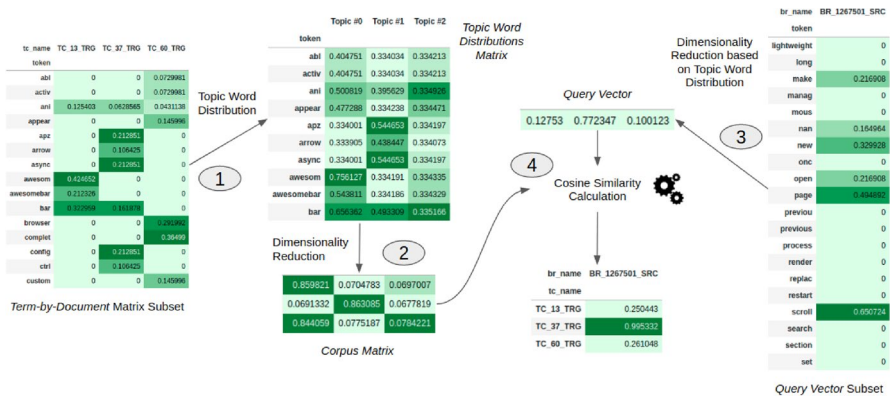 tc_name TC_13_TRG TC_37_TRG TC_60_TRG
token
abl 0 0 0.0729981
activ 0 0 0.0729981
ani 0.125403 0.0628565 0.0431138
appear 0 0 0.145996
apz 0 0.212851 0
arrow 0 0.106425 0
async 0 0.212851 0
awesom 0.424652 0 0
awesomebar 0.212326 0 0
bar 0.322959 0.161878 0
browser 0 0 0.291992
complet 0 0 0.36499
config 0 0.212851 0
ctrl 0 0.106425 0
custom 0 0 0.145996
Term-by-Document Matrix Subset
Topic Word
Distribution
1
Topic #0 Topic #1 Topic #2
token
abl 0.404751 0.334034 0.334213
activ 0.404751 0.334034 0.334213
ani 0.500819 0.395629 0.334926
appear 0.477288 0.334238 0.334471
apz 0.334001 0.544653 0.334197
arrow 0.333905 0.438447 0.334073
async 0.334001 0.544653 0.334197
awesom 0.756127 0.334191 0.334335
awesomebar 0.543811 0.334186 0.334329
bar 0.656362 0.493309 0.335166
Topic Word
Distributions
Matrix
Dimensionality
Reduction
2
0.859821 0.0704783 0.0697007
0.0691332 0.863085 0.0677819
0.844059 0.0775187 0.0784221
Corpus Matrix
Query Vector
0.12753 0.772347 0.100123
4
Cosine Similarity
Calculation
br_name BR_1267501_SRC
tc_name
TC_13_TRG 0.250443
TC_37_TRG 0.995332
TC_60_TRG 0.261048
Dimensionality
Reduction based
on Topic Word
Distribution
3
br_name BR_1267501_SRC
token
lightweight 0
long 0
make 0.216908
manag 0
mous 0
nan 0.164964
new 0.329928
onc 0
open 0.216908
page 0.494892
previou 0
previous 0
process 0
render 0
replac 0
restart 0
scroll 0.650724
search 0
section 0
set 0
Query Vector Subset